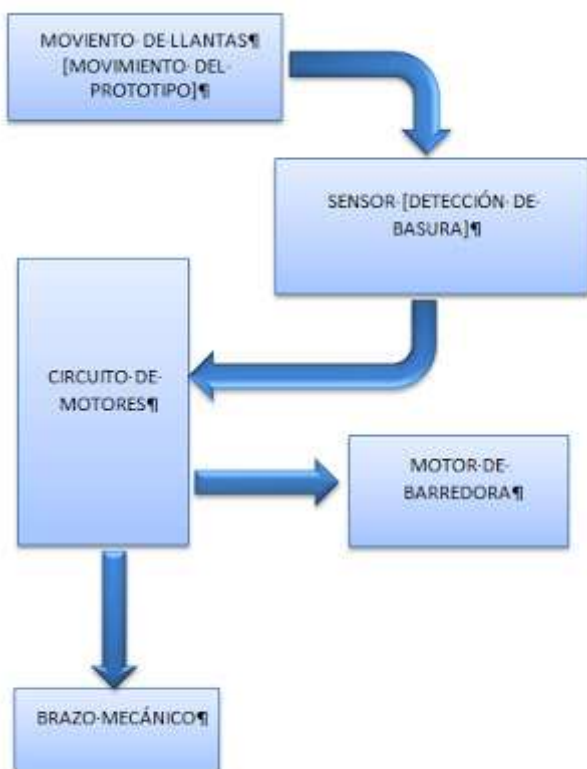 MOVIENTO DE LLANTAS¶
[MOVIMIENTO DEL
PROTOTIPO]¶
SENSOR [DETECCIÓN DE
BASURA]¶
CIRCUITO DE
MOTORES¶
MOTOR DE
BARREDORA¶
BRAZO MECÁNICO¶